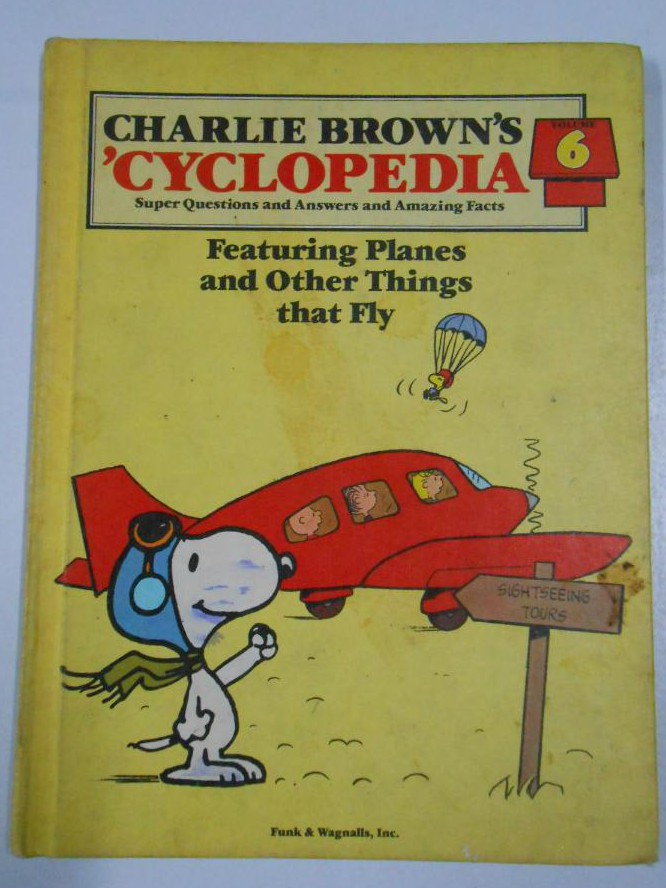 CHARLIE BROWN'S
'CYCLOPEDIA
Super Questions and Answers and Amazing Facts
VOLUME
6
Featuring Planes
and Other Things
that Fly
SIGHTSEEING
TOURS
Funk & Wagnalls, Inc.